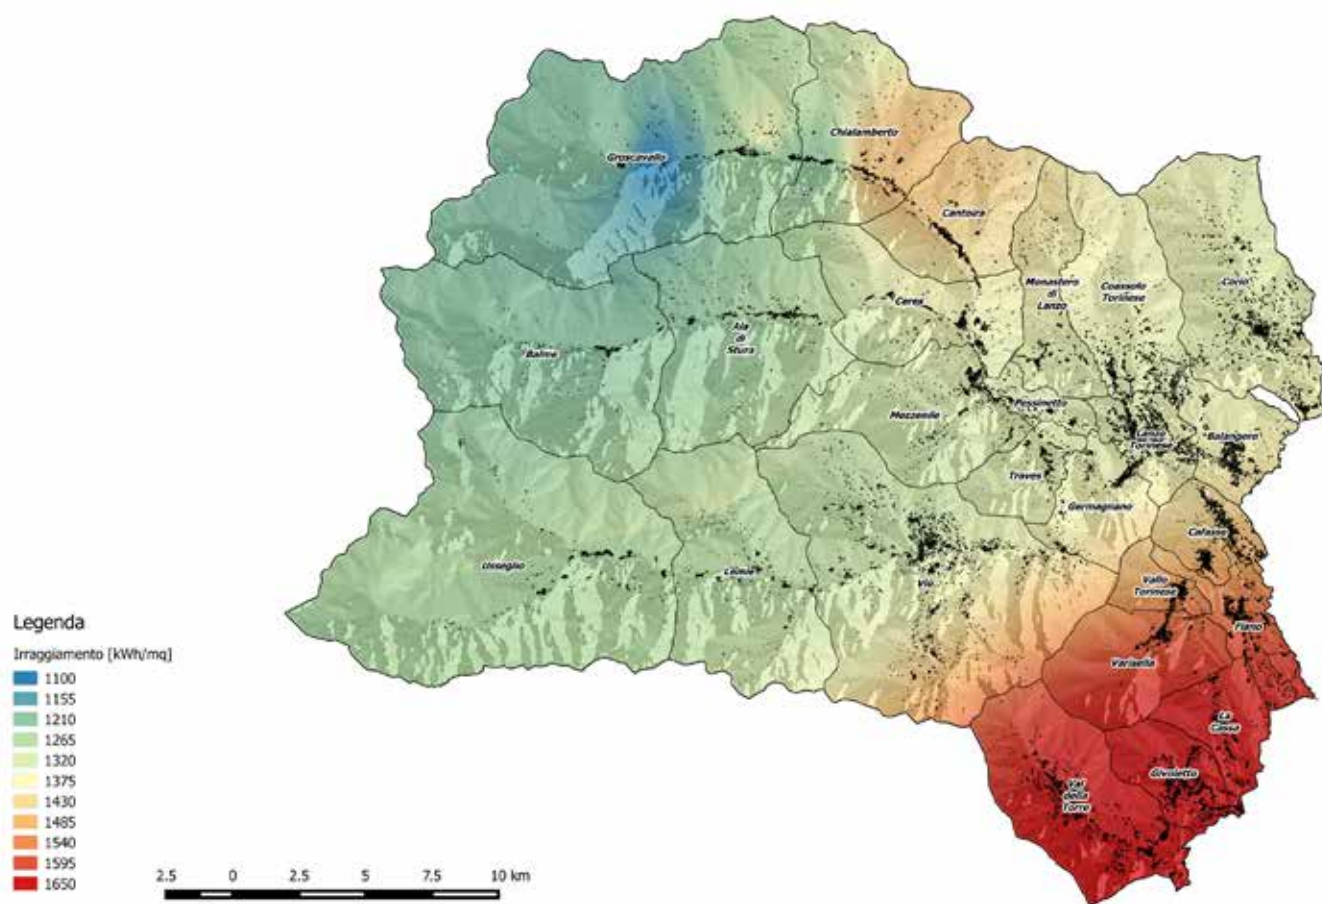 Chialamberto
Groscavallo
Cantoira
Monastero
di
Lanzo
Coassolo
Torinese
Corio
Ceres
Ala
di
Stura
Balme
Mezzenile
Pessinetto
Lanzo
Torinese
Balangero
Traves
Germagnano
Cafasse
Usseglio
Lemie
Viù
Vallo
Torinese
Fiano
Varisella
La
Cassa
Givoletto
Val
della
Torre
Legenda
Irraggiamento [kWh/mq]
1100
1155
1210
1265
1320
1375
1430
1485
1540
1595
1650
2.5 0 2.5 5 7.5 10 km